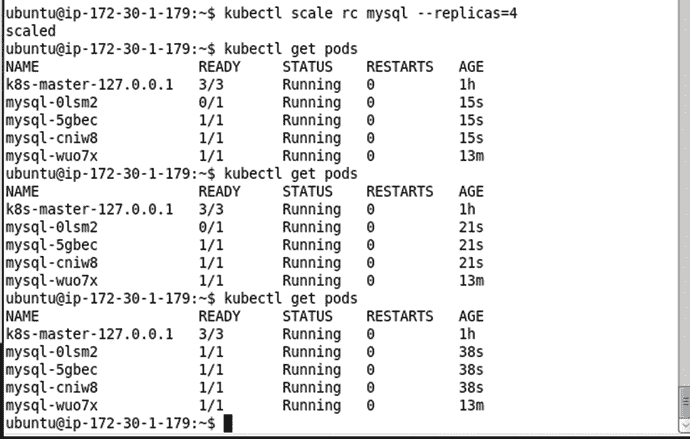 ubuntu@ip-172-30-1-179:~$ kubectl scale rc mysql --replicas=4
scaled
ubuntu@ip-172-30-1-179:~$ kubectl get pods
NAME READY STATUS RESTARTS AGE
k8s-master-127.0.0.1 3/3 Running 0 1h
mysql-0lsm2 0/1 Running 0 15s
mysql-5gbec 1/1 Running 0 15s
mysql-cniw8 1/1 Running 0 15s
mysql-wuo7x 1/1 Running 0 13m
ubuntu@ip-172-30-1-179:~$ kubectl get pods
NAME READY STATUS RESTARTS AGE
k8s-master-127.0.0.1 3/3 Running 0 1h
mysql-0lsm2 0/1 Running 0 21s
mysql-5gbec 1/1 Running 0 21s
mysql-cniw8 1/1 Running 0 21s
mysql-wuo7x 1/1 Running 0 13m
ubuntu@ip-172-30-1-179:~$ kubectl get pods
NAME READY STATUS RESTARTS AGE
k8s-master-127.0.0.1 3/3 Running 0 1h
mysql-0lsm2 1/1 Running 0 38s
mysql-5gbec 1/1 Running 0 38s
mysql-cniw8 1/1 Running 0 38s
mysql-wuo7x 1/1 Running 0 13m
ubuntu@ip-172-30-1-179:~$